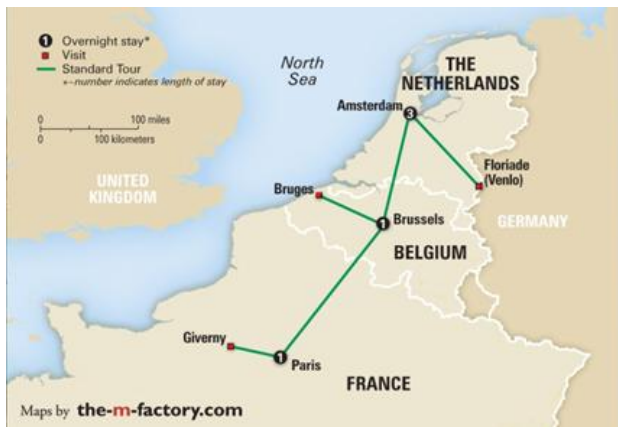 1 Overnight stay*
Visit
Standard Tour
*–number indicates length of stay
0 100 miles
0 100 kilometers
North
Sea
THE
NETHERLANDS
Amsterdam
3
Floriade
(Venlo)
UNITED
KINGDOM
Bruges
1
Brussels
GERMANY
BELGIUM
Giverny
1
Paris
FRANCE
Maps by the-m-factory.com